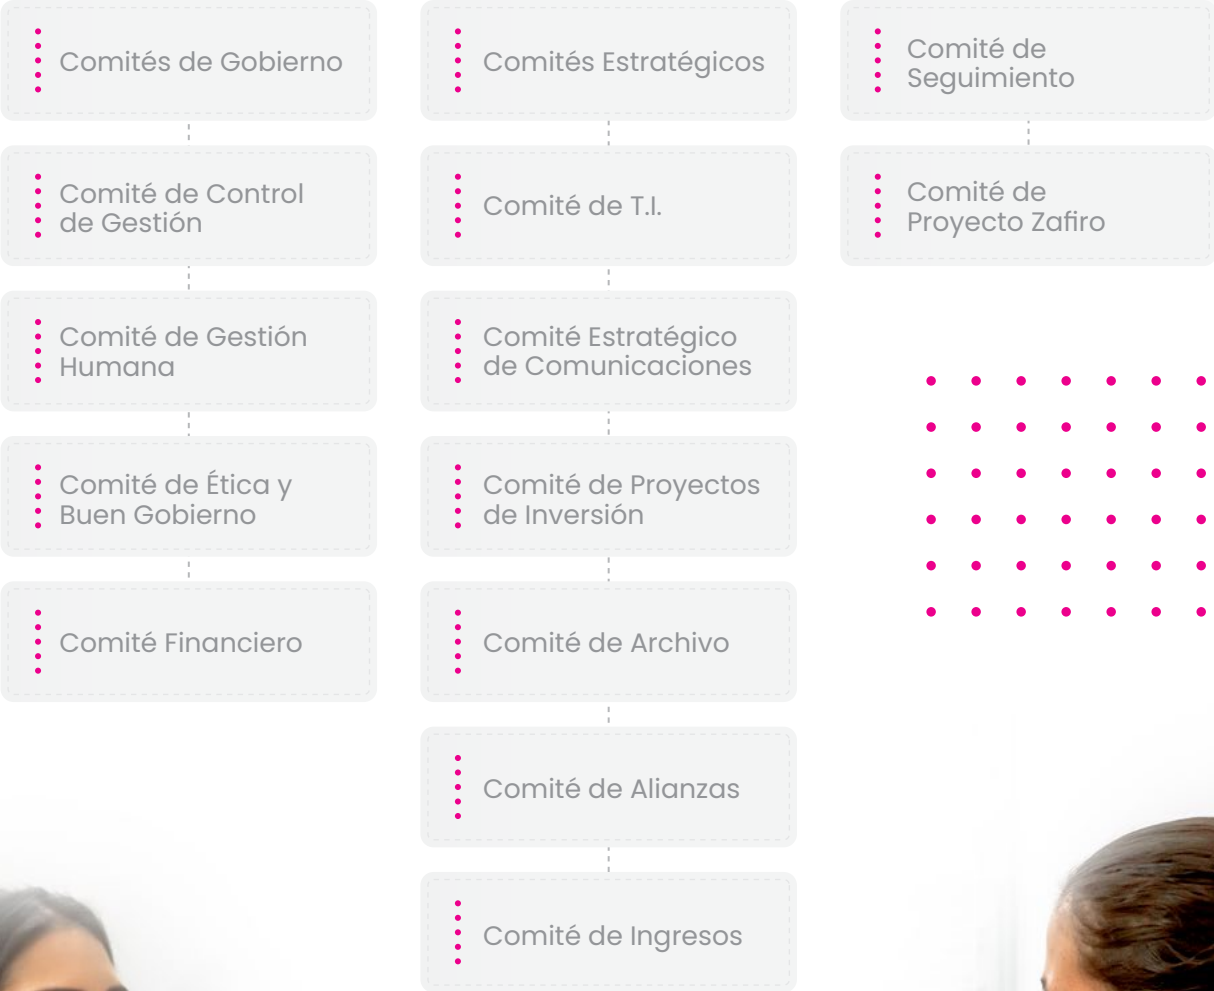 Comités de Gobierno
Comité de Control
de Gestión
Comité de Gestión
Humana
Comité de Ética y
Buen Gobierno
Comité Financiero
Comités Estratégicos
Comité de T.I.
Comité Estratégico
de Comunicaciones
Comité de Proyectos
de Inversión
Comité de Archivo
Comité de Alianzas
Comité de Ingresos
Comité de
Seguimiento
Comité de
Proyecto Zafiro